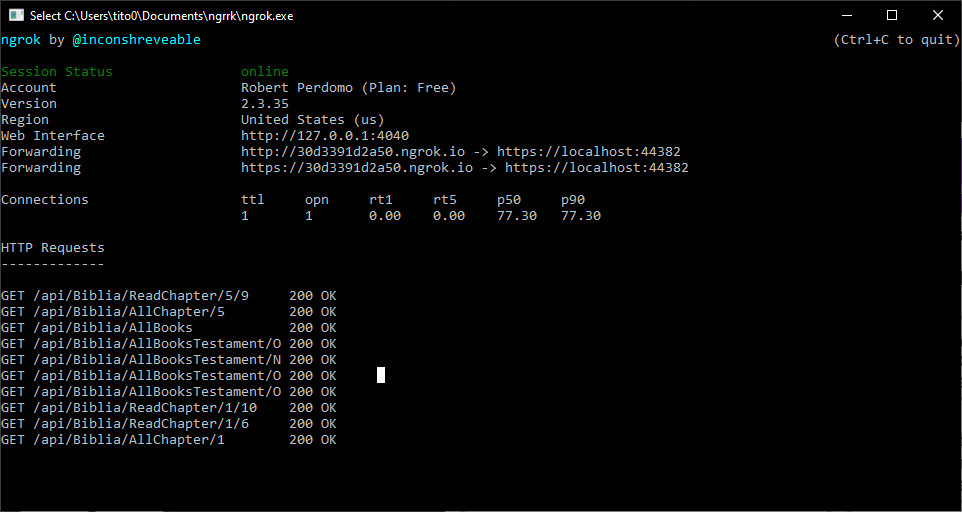 Select C:\Users\tito0\Documents\ngrrk\ngrok.exe
ngrok by @inconshreveable (Ctrl+C to quit)
Session Status online
Account Robert Perdomo (Plan: Free)
Version 2.3.35
Region United States (us)
Web Interface http://127.0.0.1:4040
Forwarding http://30d3391d2a50.ngrok.io -> https://localhost:44382
Forwarding https://30d3391d2a50.ngrok.io -> https://localhost:44382
Connections ttl opn rt1 rt5 p50 p90
1 1 0.00 0.00 77.30 77.30
HTTP Requests
-------------
GET /api/Biblia/ReadChapter/5/9 200 OK
GET /api/Biblia/AllChapter/5 200 OK
GET /api/Biblia/AllBooks 200 OK
GET /api/Biblia/AllBooksTestament/O 200 OK
GET /api/Biblia/AllBooksTestament/N 200 OK
GET /api/Biblia/AllBooksTestament/O 200 OK
GET /api/Biblia/AllBooksTestament/O 200 OK
GET /api/Biblia/ReadChapter/1/10 200 OK
GET /api/Biblia/ReadChapter/1/6 200 OK
GET /api/Biblia/AllChapter/1 200 OK